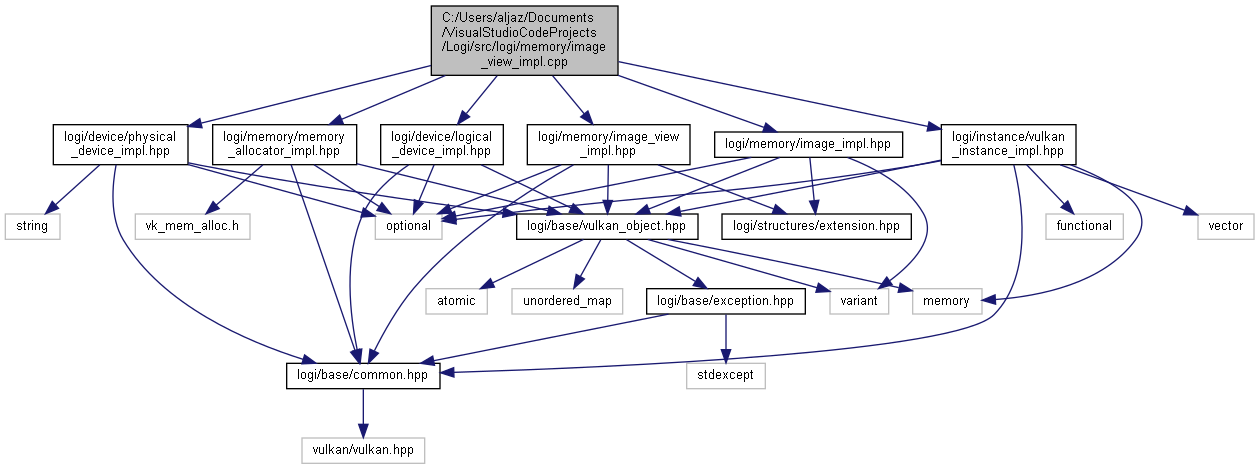 C:/Users/aljaz/Documents
/VisualStudioCodeProjects
/Logi/src/logi/memory/image
_view_impl.cpp
logi/device/physical
_device_impl.hpp
logi/memory/memory
_allocator_impl.hpp
logi/device/logical
_device_impl.hpp
logi/memory/image_view
_impl.hpp
logi/memory/image_impl.hpp
logi/instance/vulkan
_instance_impl.hpp
string
vk_mem_alloc.h
optional
logi/base/vulkan_object.hpp
logi/structures/extension.hpp
functional
vector
atomic
unordered_map
logi/base/exception.hpp
variant
memory
logi/base/common.hpp
stdexcept
vulkan/vulkan.hpp